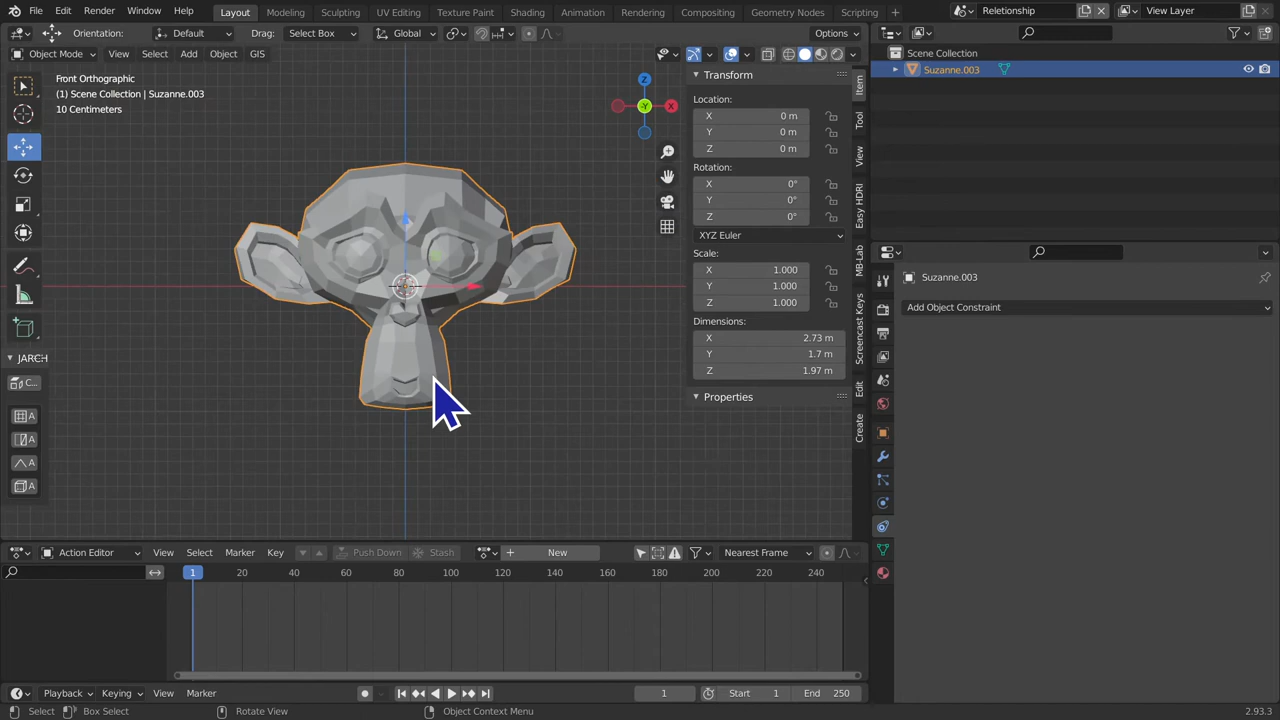 File Edit Render Window Help Layout Modeling Sculpting UV Editing Texture Paint Shading Animation Rendering Compositing Geometry Nodes Scripting + Relationship View Layer
Orientation: Default Drag: Select Box Global Options
Object Mode View Select Add Object GIS
Scene Collection
Suzanne.003
Front Orthographic
(1) Scene Collection | Suzanne.003
10 Centimeters
Z
-Y
X
JARCH
C...
A
A
A
A
Transform
Location:
X 0 m
Y 0 m
Z 0 m
Rotation:
X 0°
Y 0°
Z 0°
XYZ Euler
Scale:
X 1.000
Y 1.000
Z 1.000
Dimensions:
X 2.73 m
Y 1.7 m
Z 1.97 m
Properties
Item
Tool
View
Easy HDRI
MB-Lab
Screencast Keys
Edit
Create
Suzanne.003
Add Object Constraint
Action Editor View Select Marker Key Push Down Stash + New Nearest Frame
1 20 40 60 80 100 120 140 160 180 200 220 240
Playback Keying View Marker 1 Start 1 End 250
Select Box Select Rotate View Object Context Menu 2.93.3